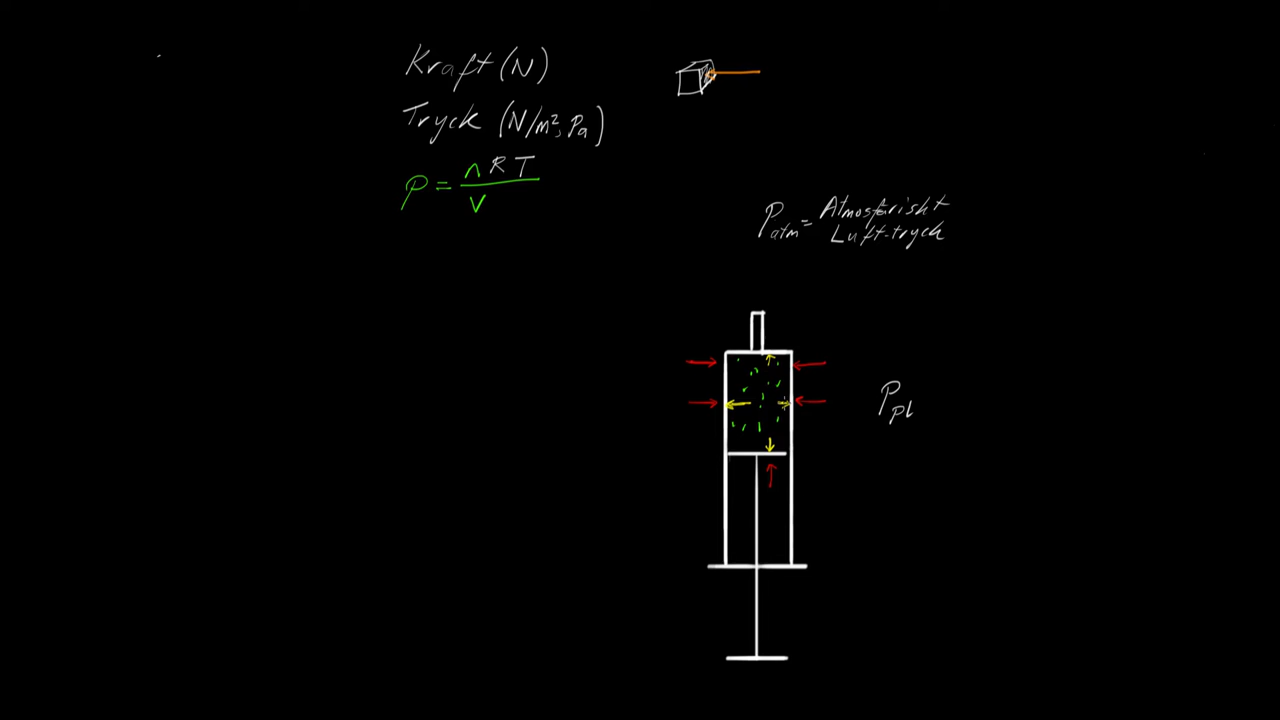 Kraft (N)
Tryck (N/m², Pa)
P = nRT
V
Patm = Atmosfäriskt
Luft-tryck
Ppl